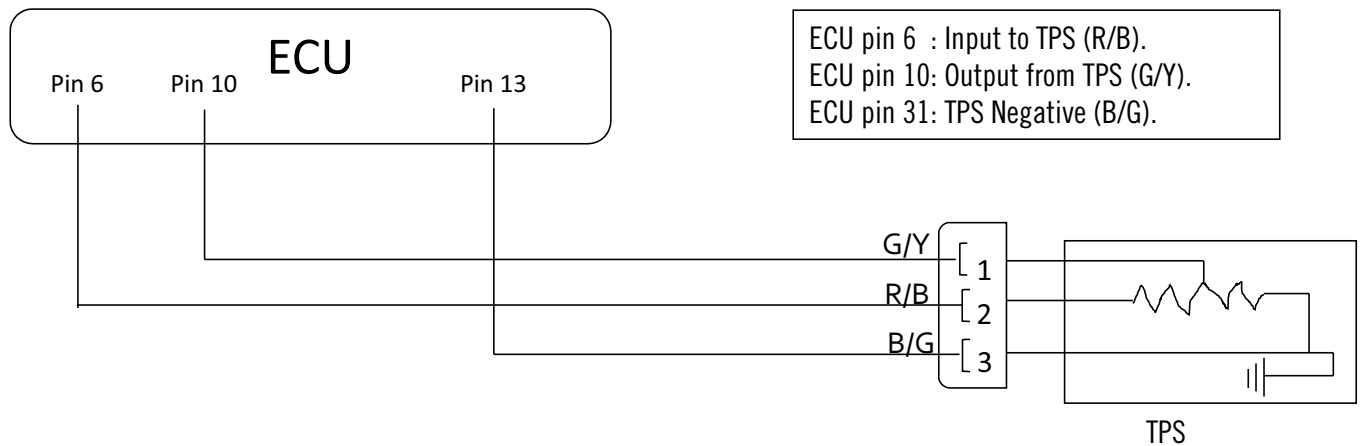 ECU
Pin 6 Pin 10 Pin 13
ECU pin 6 : Input to TPS (R/B).
ECU pin 10: Output from TPS (G/Y).
ECU pin 31: TPS Negative (B/G).
G/Y
1
R/B
2
B/G
3
TPS